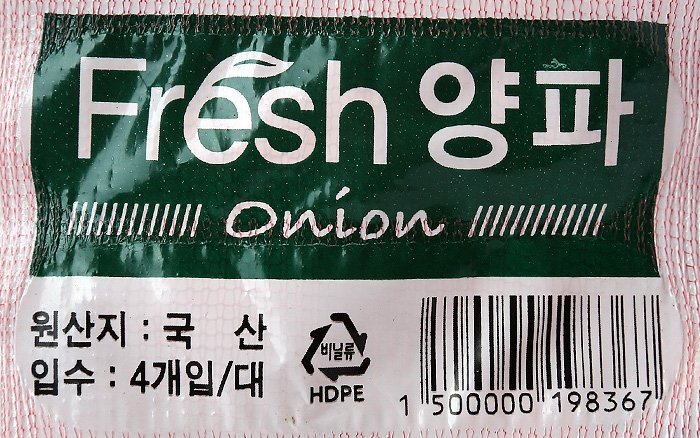 Fresh 양파
Onion
원산지 : 국 산
입수 : 4개입/대
비닐류
HDPE
1 500000 198367